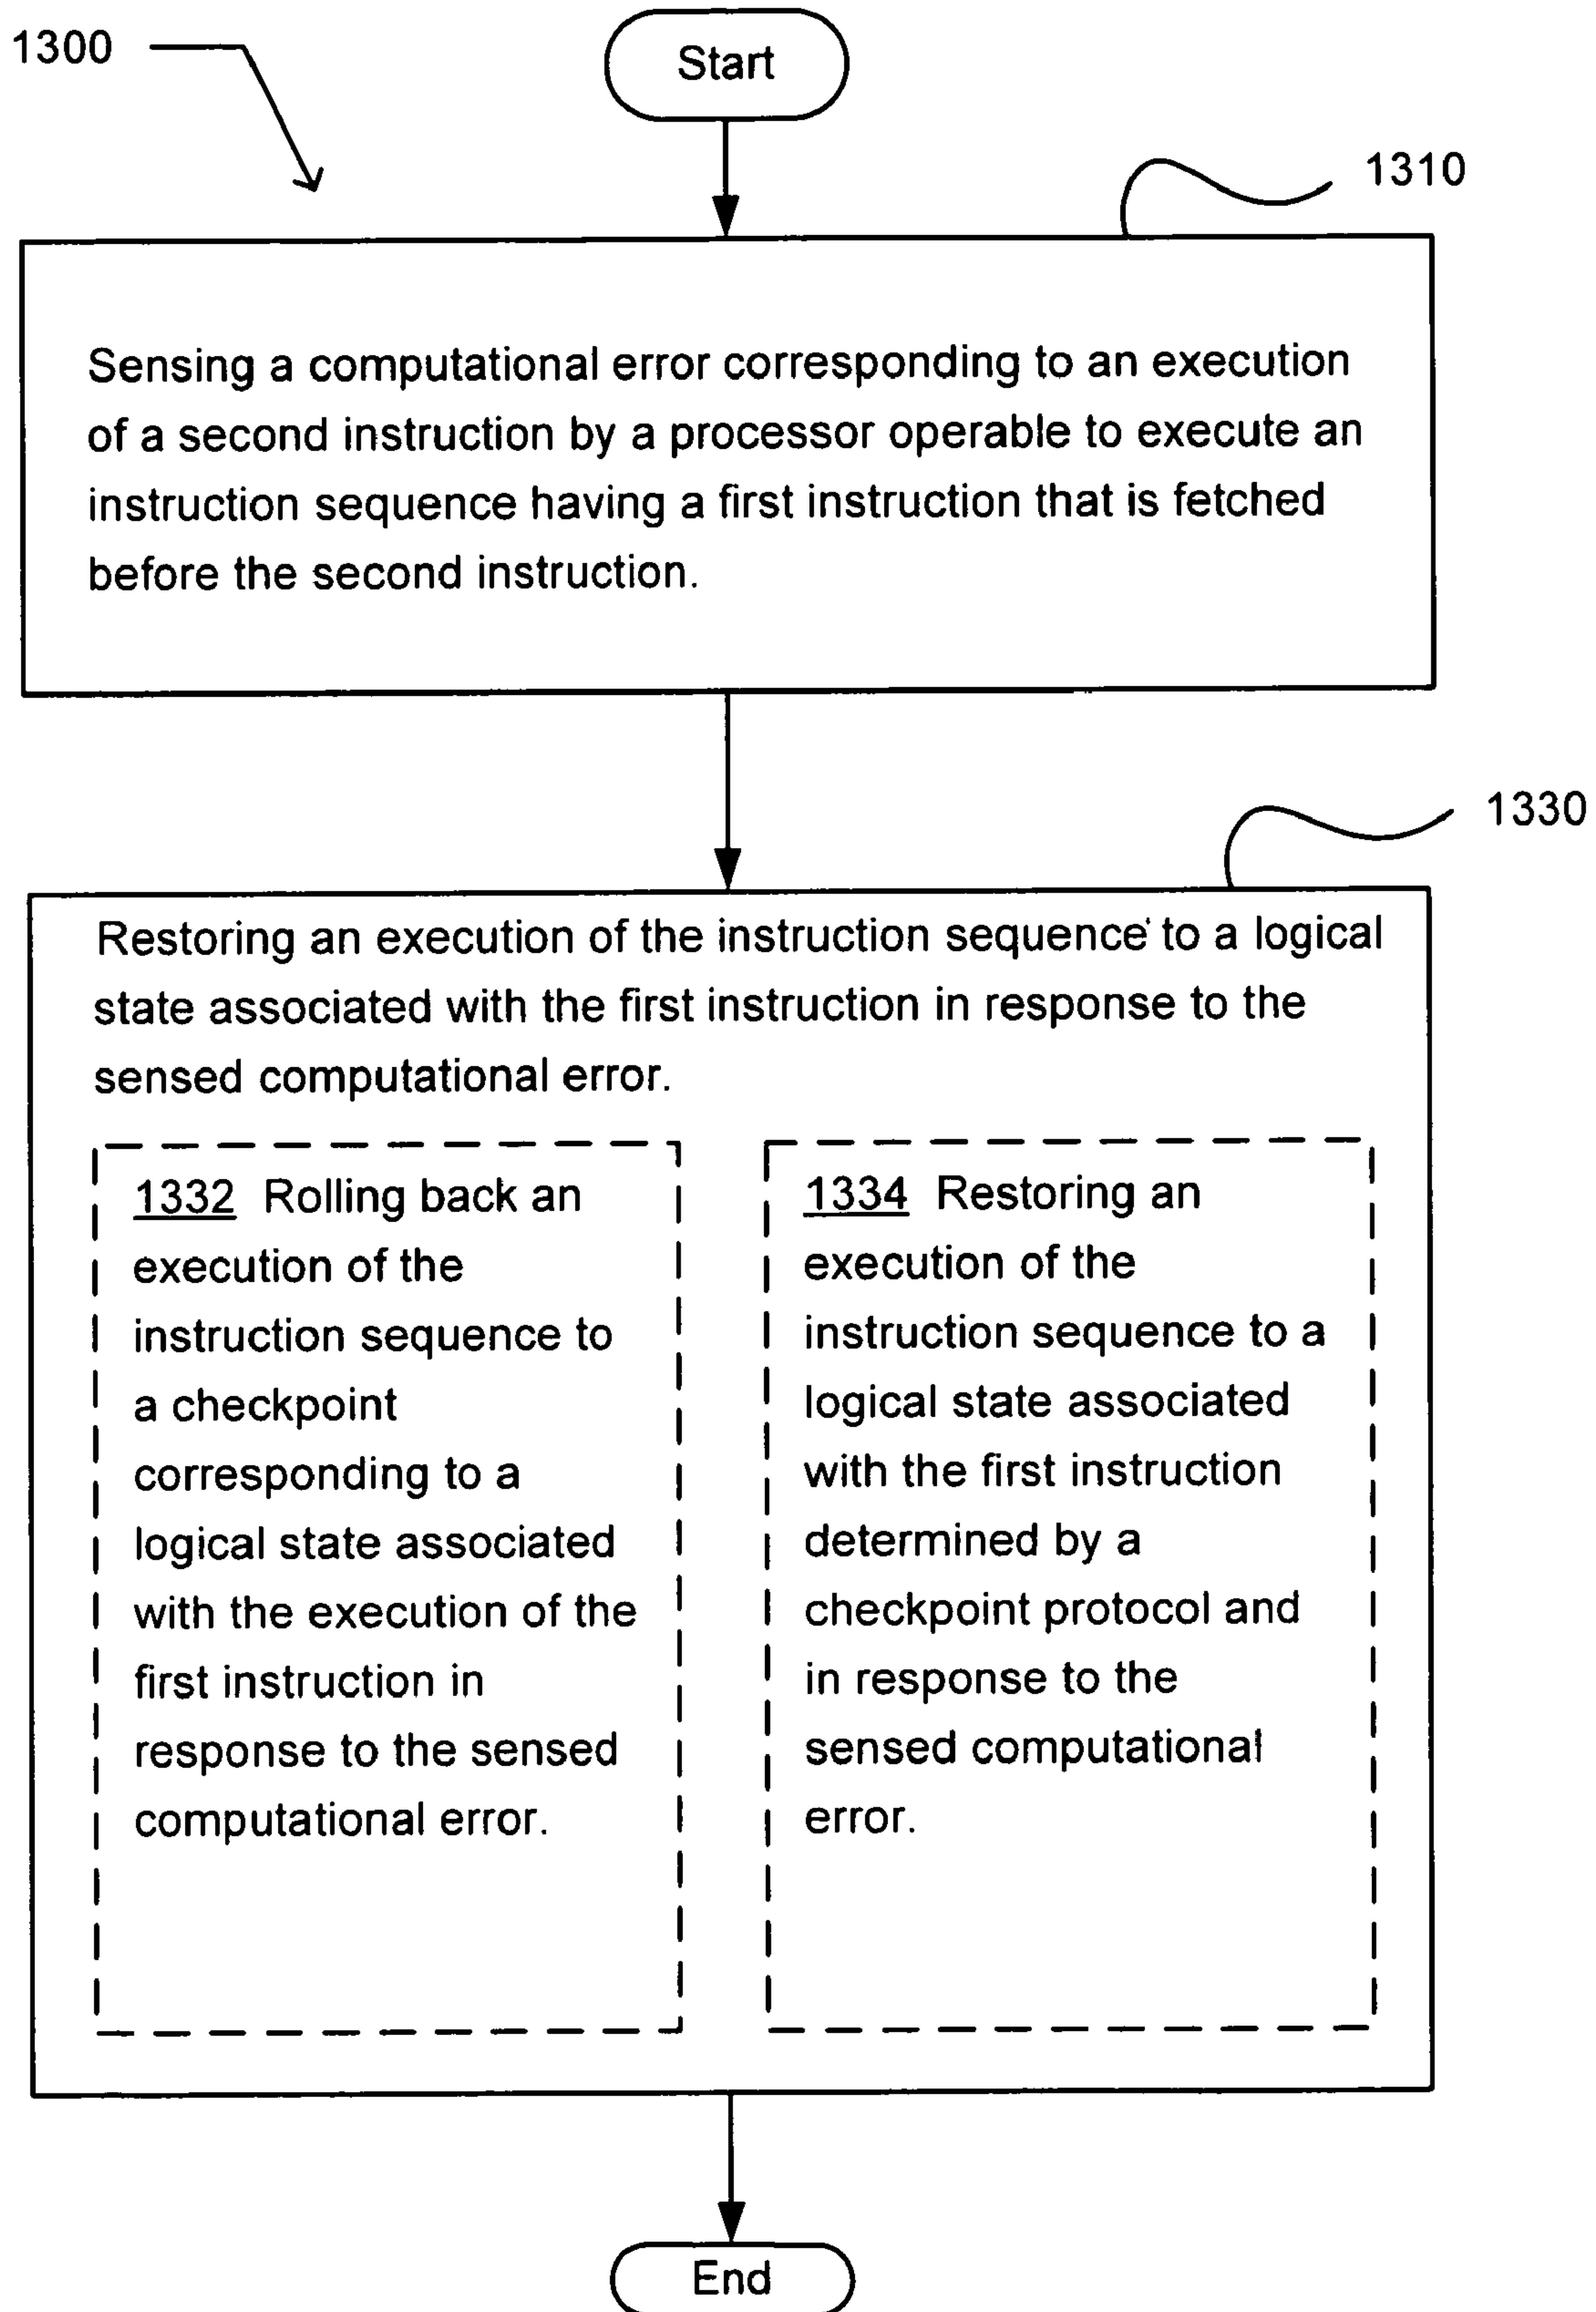 1300
Start
1310
Sensing a computational error corresponding to an execution
of a second instruction by a processor operable to execute an
instruction sequence having a first instruction that is fetched
before the second instruction.
1330
Restoring an execution of the instruction sequence to a logical
state associated with the first instruction in response to the
sensed computational error.
1332 Rolling back an
execution of the
instruction sequence to
a checkpoint
corresponding to a
logical state associated
with the execution of the
first instruction in
response to the sensed
computational error.
1334 Restoring an
execution of the
instruction sequence to a
logical state associated
with the first instruction
determined by a
checkpoint protocol and
in response to the
sensed computational
error.
End